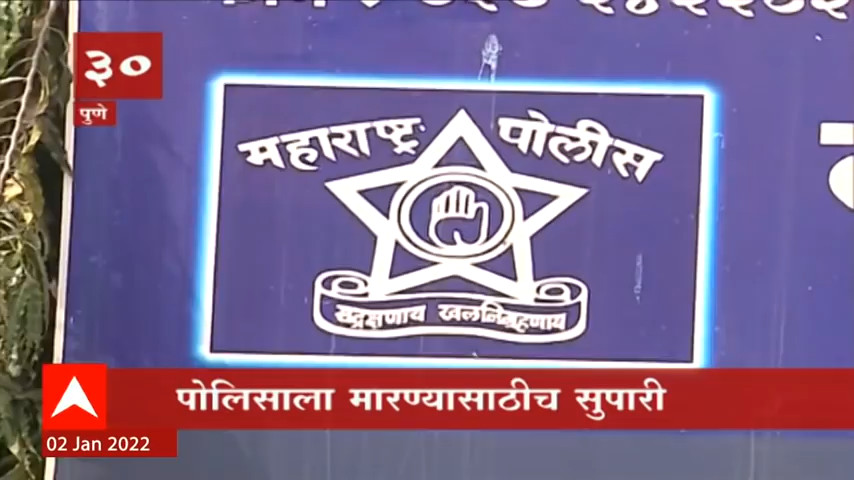 ३०
पुणे
महाराष्ट्र पोलीस
सद्रक्षणाय खलनिग्रहणाय
पोलिसाला मारण्यासाठीच सुपारी
02 Jan 2022